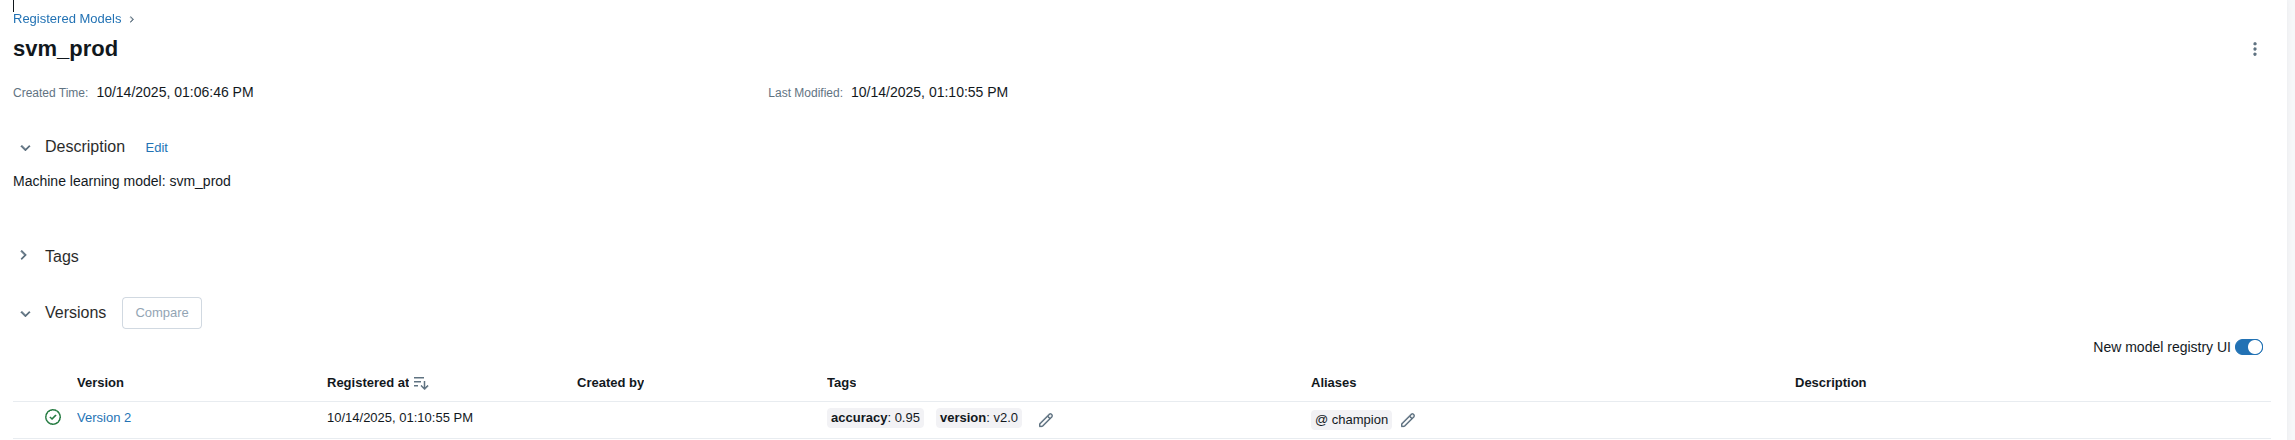 Registered Models ›
svm_prod
Created Time: 10/14/2025, 01:06:46 PM Last Modified: 10/14/2025, 01:10:55 PM
Description Edit
Machine learning model: svm_prod
Tags
Versions Compare
New model registry UI
Version Registered at Created by Tags Aliases Description
Version 2 10/14/2025, 01:10:55 PM accuracy: 0.95 version: v2.0 @ champion